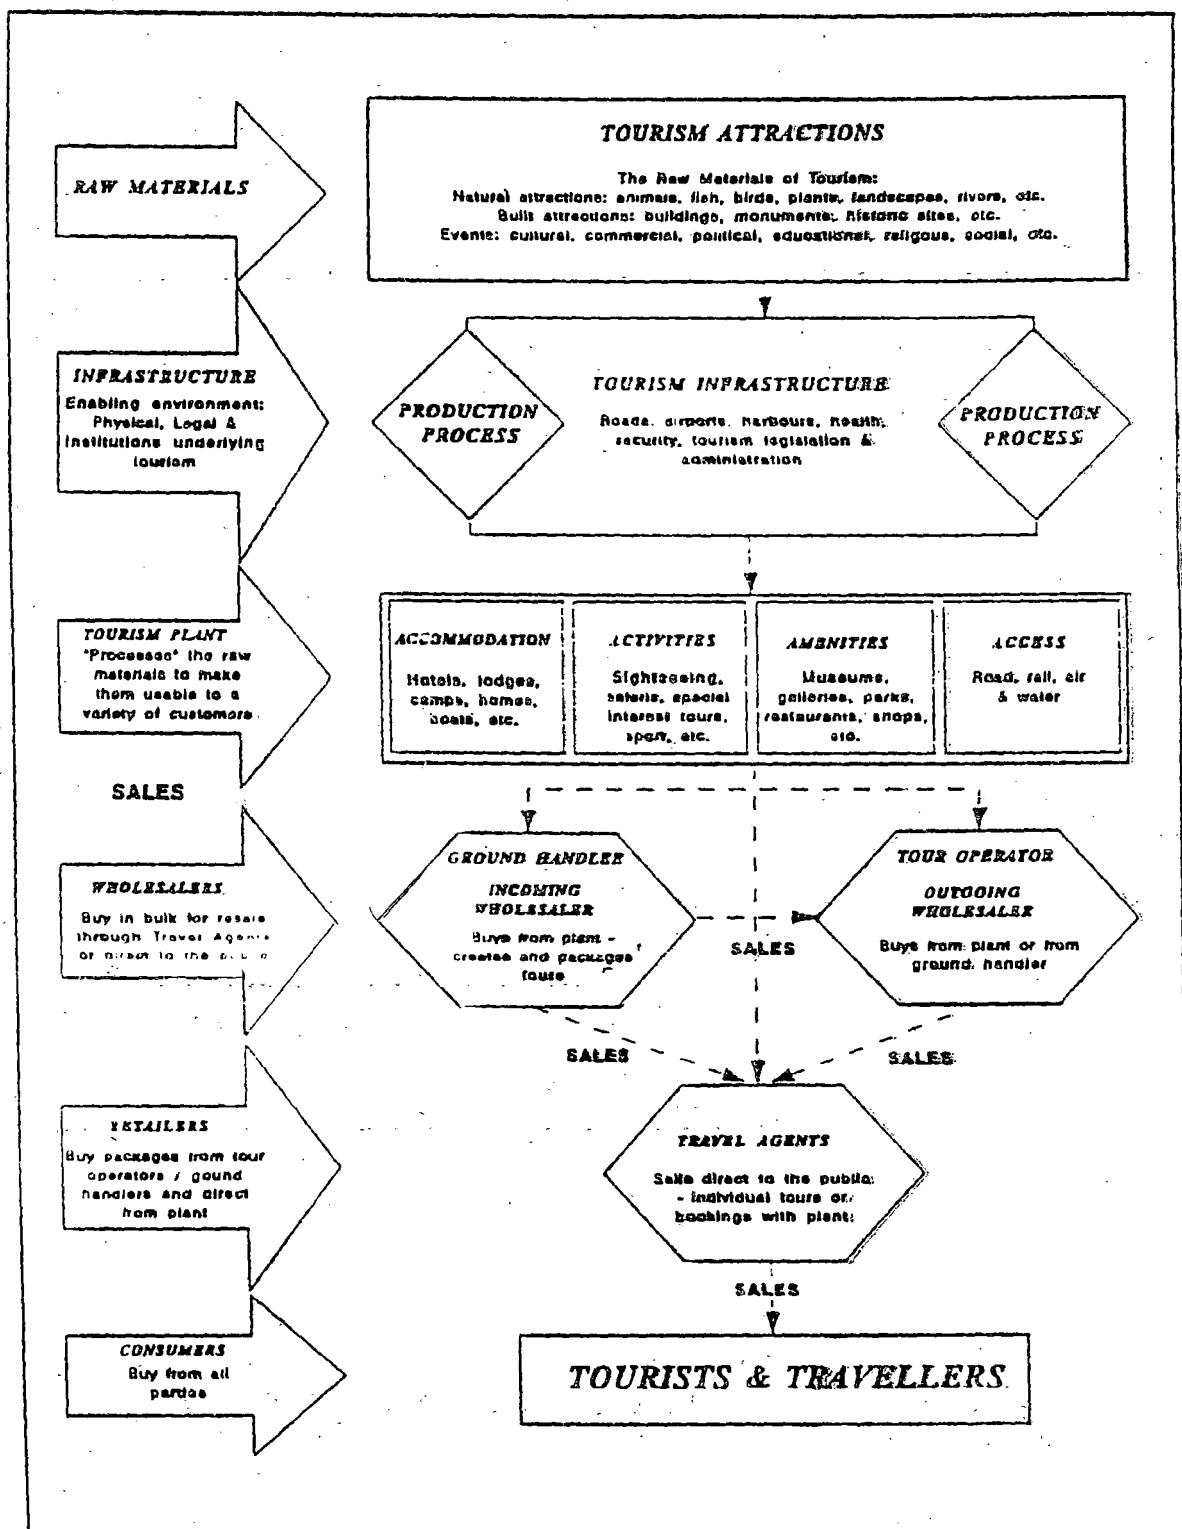 RAW MATERIALS
TOURISM ATTRACTIONS
The Raw Materials of Tourism:
Natural attractions: animals, fish, birds, plants, landscapes, rivers, etc.
Built attractions: buildings, monuments, historic sites, etc.
Events: cultural, commercial, political, educational, religous, social, etc.
INFRASTRUCTURE
Enabling environment:
Physical, Legal &
Institutions underlying
tourism
PRODUCTION
PROCESS
TOURISM INFRASTRUCTURE
Roads, airports, harbours, health,
security, tourism legislation &
administration
PRODUCTION
PROCESS
TOURISM PLANT
"Processes" the raw
materials to make
them usable to a
variety of customers
ACCOMMODATION
Hotels, lodges,
camps, homes,
boats, etc.
ACTIVITIES
Sightseeing,
safaris, special
interest tours,
sport, etc.
AMENITIES
Museums,
galleries, parks,
restaurants, shops,
etc.
ACCESS
Road, rail, air
& water
SALES
WHOLESALERS
Buy in bulk for resale
through Travel Agents
or direct to the public
GROUND HANDLER
INCOMING
WHOLESALER
Buys from plant -
creates and packages
tours
SALES
TOUR OPERATOR
OUTGOING
WHOLESALER
Buys from plant or from
ground handler
SALES
SALES
RETAILERS
Buy packages from tour
operators / gound
handlers and direct
from plant
TRAVEL AGENTS
Sells direct to the public:
- individual tours or
bookings with plant
SALES
CONSUMERS
Buy from all
parties
TOURISTS & TRAVELLERS